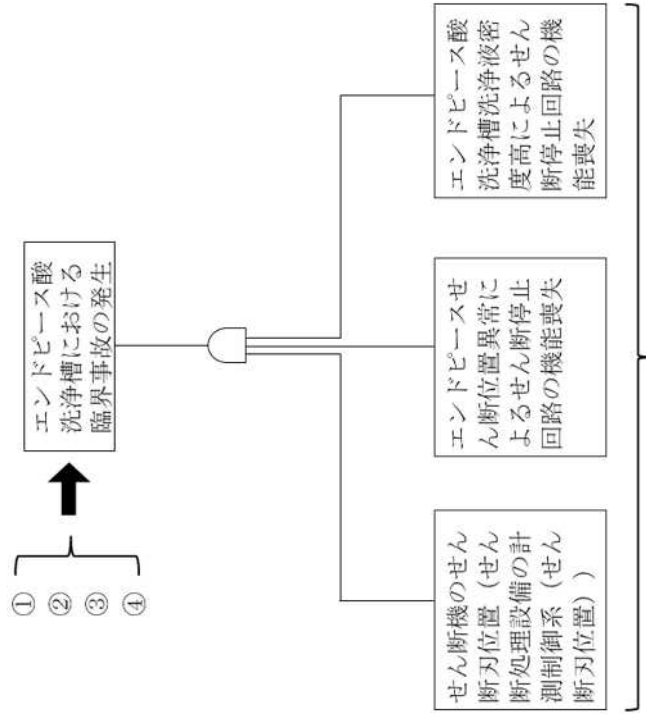 ①
②
③
④
エンドピース酸
洗浄槽における
臨界事故の発生
せん断機のせん
断刃位置（せん
断処理設備の計
測制御系（せん
断刃位置））
エンドピースせ
ん断位置異常に
よるせん断停止
回路の機能喪失
エンドピース酸
洗浄槽洗浄液密
度高によるせん
断停止回路の機
能喪失